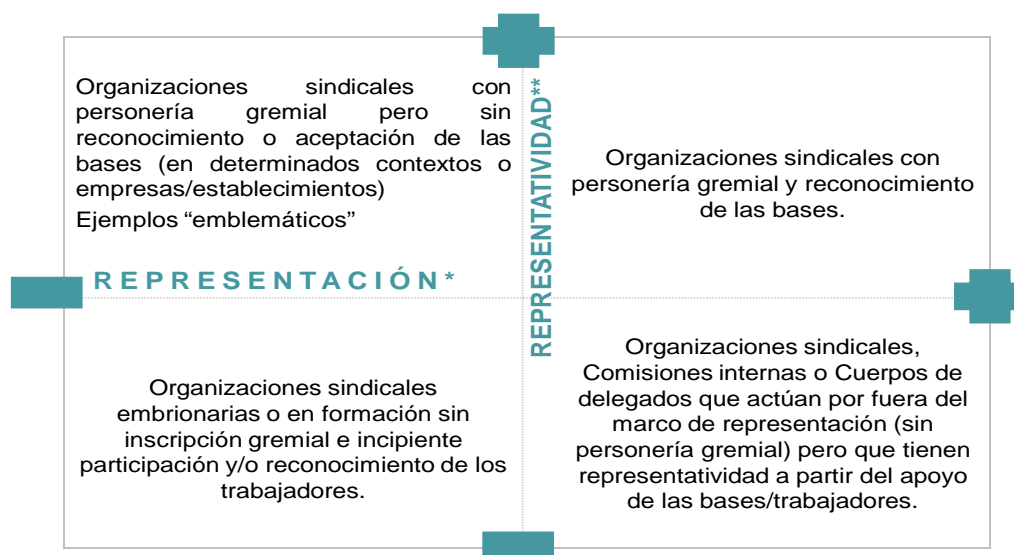 Organizaciones sindicales con
personería gremial pero sin
reconocimiento o aceptación de las
bases (en determinados contextos o
empresas/establecimientos)
Ejemplos “emblemáticos”
REPRESENTATIVIDAD**
Organizaciones sindicales con
personería gremial y reconocimiento
de las bases.
REPRESENTACIÓN*
Organizaciones sindicales
embrionarias o en formación sin
inscripción gremial e incipiente
participación y/o reconocimiento de los
trabajadores.
Organizaciones sindicales,
Comisiones internas o Cuerpos de
delegados que actúan por fuera del
marco de representación (sin
personería gremial) pero que tienen
representatividad a partir del apoyo
de las bases/trabajadores.